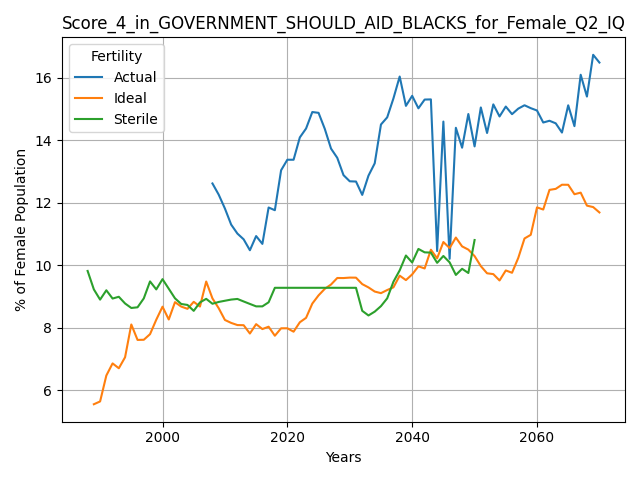 Score_4_in_GOVERNMENT_SHOULD_AID_BLACKS_for_Female_Q2_IQ
Fertility
Actual
Ideal
Sterile
% of Female Population
16
14
12
10
8
6
2000
2020
2040
2060
Years